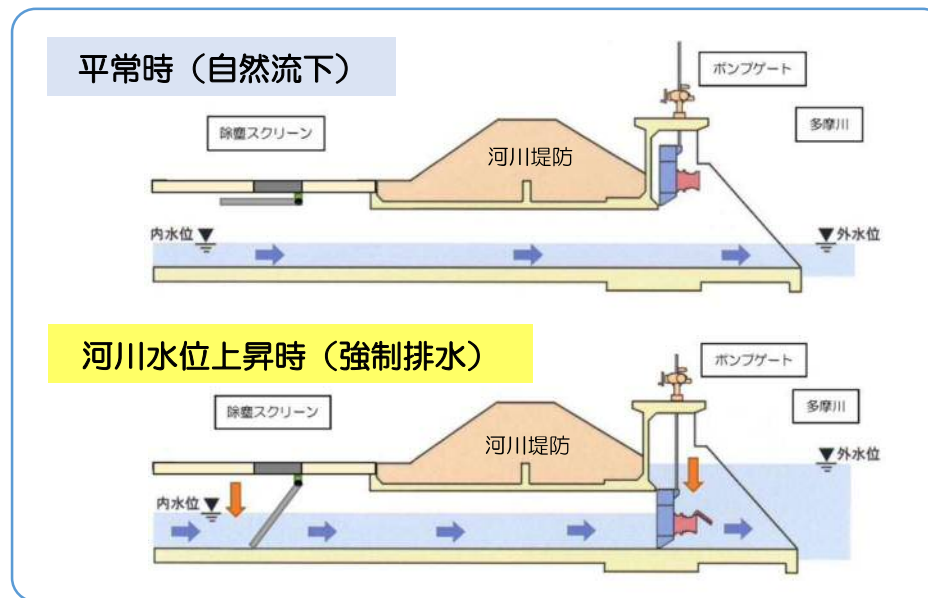 平常時（自然流下）
ポンプゲート
除塵スクリーン
多摩川
河川堤防
内水位
外水位
河川水位上昇時（強制排水）
ポンプゲート
除塵スクリーン
多摩川
河川堤防
外水位
内水位